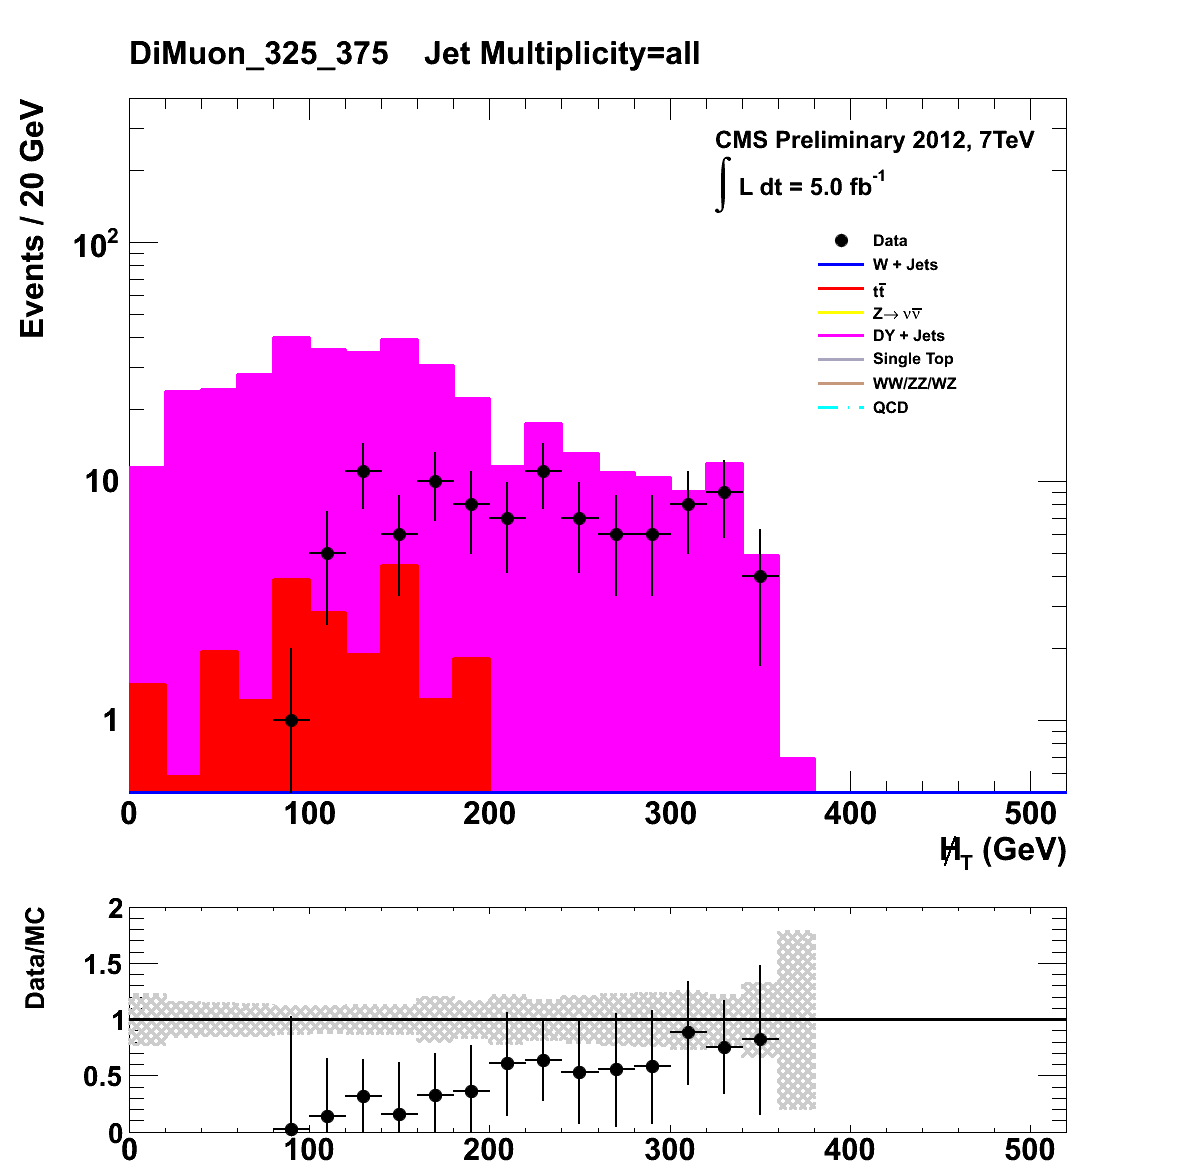 DiMuon_325_375 Jet Multiplicity=all
Events / 20 GeV
CMS Preliminary 2012, 7TeV
∫ L dt = 5.0 fb⁻¹
Data
W + Jets
tt̅
Z→ νν̅
DY + Jets
Single Top
WW/ZZ/WZ
QCD
10²
10
1
0 100 200 300 400 500
H̸_T (GeV)
Data/MC
2
1.5
1
0.5
0
0 100 200 300 400 500